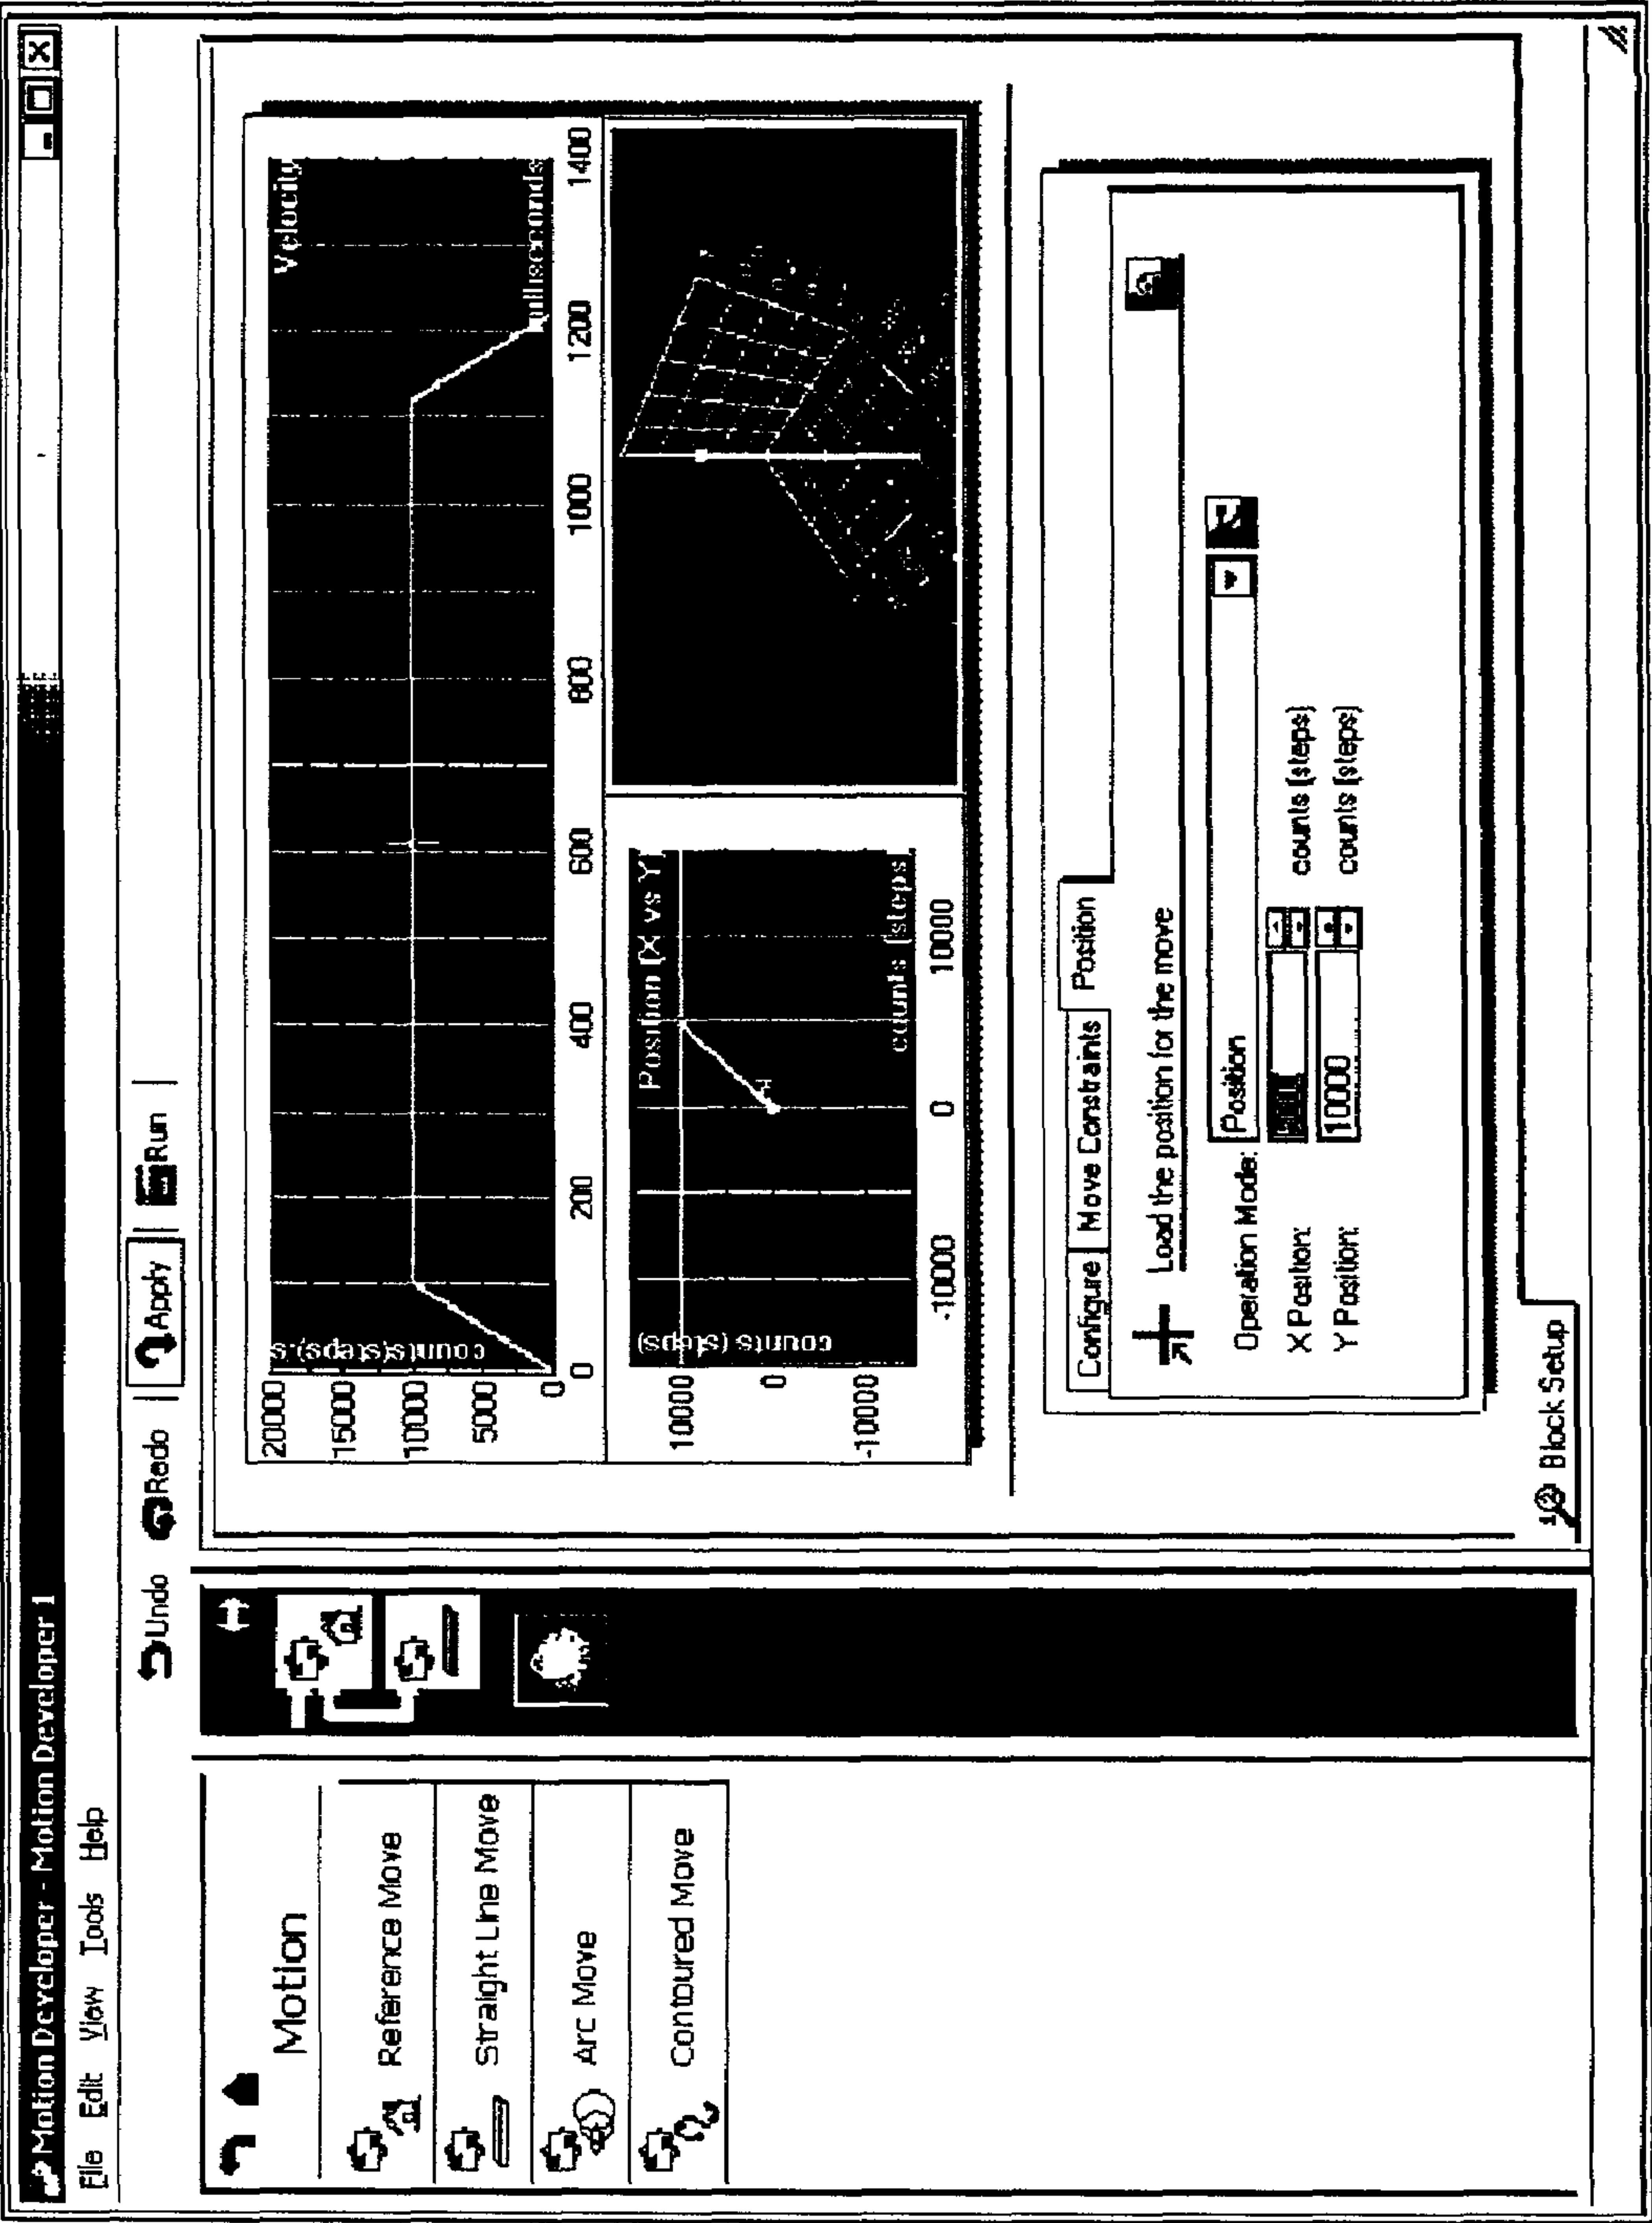 Motion Developer - Motion Developer 1
File Edit View Tools Help
Undo Redo Apply Run
Motion
Reference Move
Straight Line Move
Arc Move
Contoured Move
20000
15000
10000
5000
0
counts(steps)/s
Velocity
milliseconds
0 200 400 600 800 1000 1200 1400
10000
0
-10000
counts (steps)
Position (X vs Y)
counts (steps
-10000 0 10000
Configure Move Constraints Position
Load the position for the move
Operation Mode: Position
X Position: counts (steps)
Y Position: 10000 counts (steps)
Block Setup